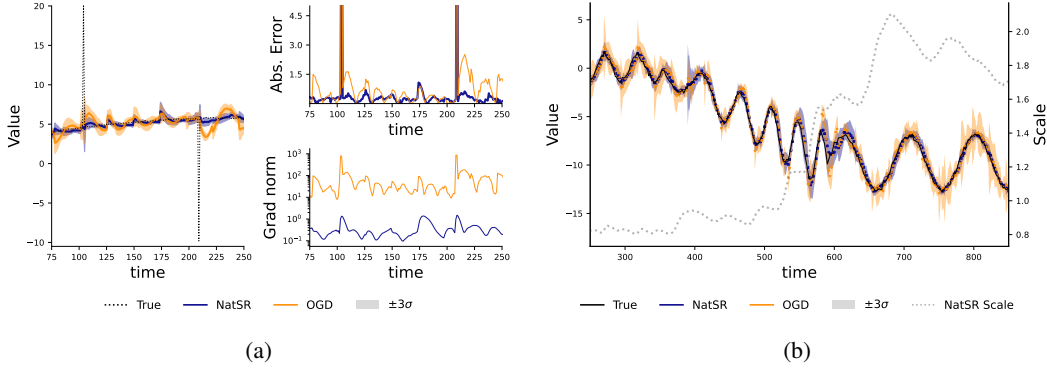 20
15
10
5
0
−5
−10
Value
75 100 125 150 175 200 225 250
time
4.5
3.0
1.5
Abs. Error
75 100 125 150 175 200 225 250
time
10³
10²
10¹
10⁰
10⁻¹
Grad norm
75 100 125 150 175 200 225 250
time
True NatSR OGD ±3σ
(a)
5
0
−5
−10
−15
Value
2.0
1.8
1.6
1.4
1.2
1.0
0.8
Scale
300 400 500 600 700 800
time
True NatSR OGD ±3σ NatSR Scale
(b)